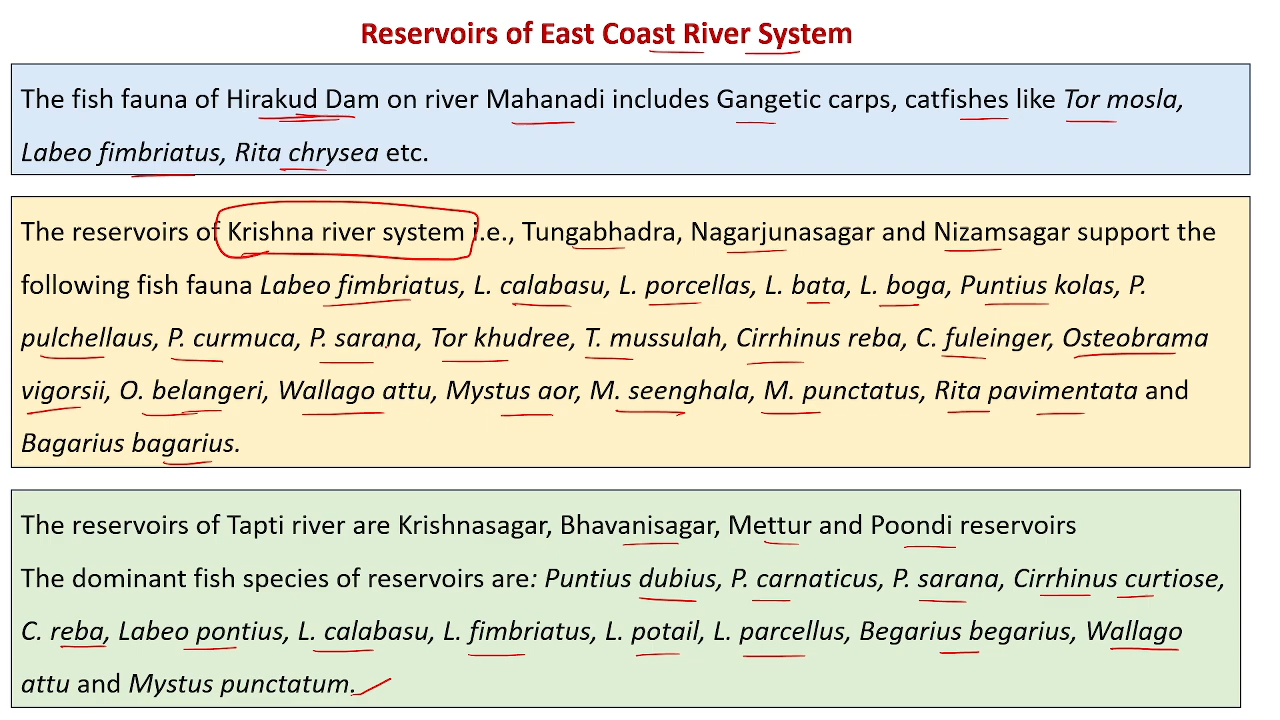 Reservoirs of East Coast River System
The fish fauna of Hirakud Dam on river Mahanadi includes Gangetic carps, catfishes like Tor mosla,
Labeo fimbriatus, Rita chrysea etc.
The reservoirs of Krishna river system i.e., Tungabhadra, Nagarjunasagar and Nizamsagar support the
following fish fauna Labeo fimbriatus, L. calabasu, L. porcellas, L. bata, L. boga, Puntius kolas, P.
pulchellaus, P. curmuca, P. sarana, Tor khudree, T. mussulah, Cirrhinus reba, C. fuleinger, Osteobrama
vigorsii, O. belangeri, Wallago attu, Mystus aor, M. seenghala, M. punctatus, Rita pavimentata and
Bagarius bagarius.
The reservoirs of Tapti river are Krishnasagar, Bhavanisagar, Mettur and Poondi reservoirs
The dominant fish species of reservoirs are: Puntius dubius, P. carnaticus, P. sarana, Cirrhinus curtiose,
C. reba, Labeo pontius, L. calabasu, L. fimbriatus, L. potail, L. parcellus, Begarius begarius, Wallago
attu and Mystus punctatum.